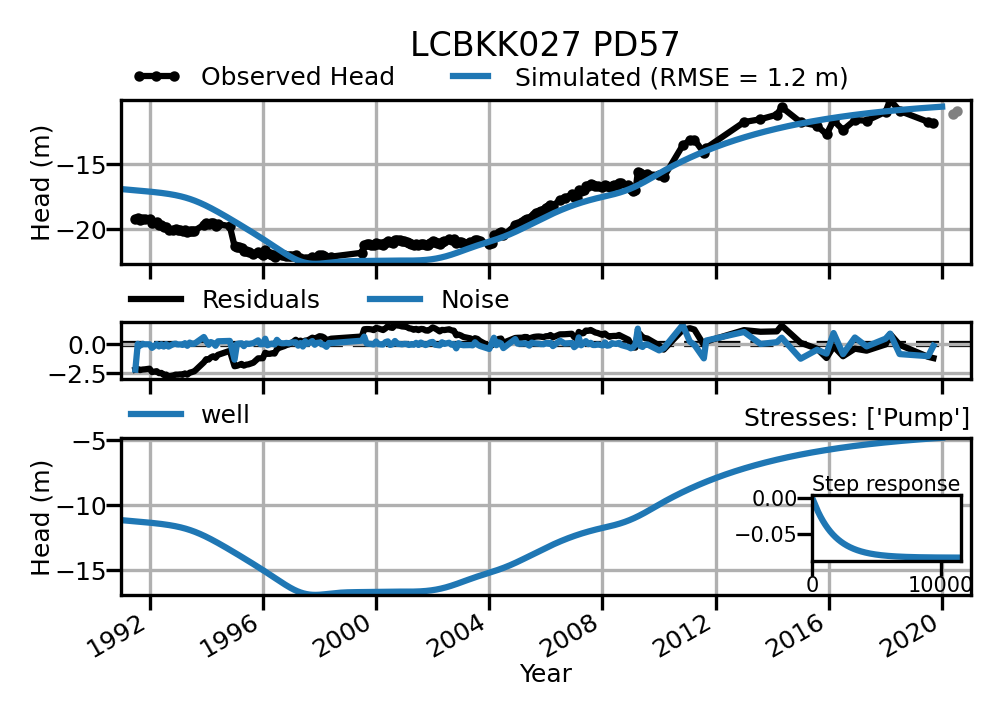 LCBKK027 PD57
Observed Head Simulated (RMSE = 1.2 m)
Head (m)
−15
−20
Residuals Noise
0.0
−2.5
well Stresses: ['Pump']
Head (m)
−5
−10
−15
Step response
0.00
−0.05
0 10000
1992 1996 2000 2004 2008 2012 2016 2020
Year